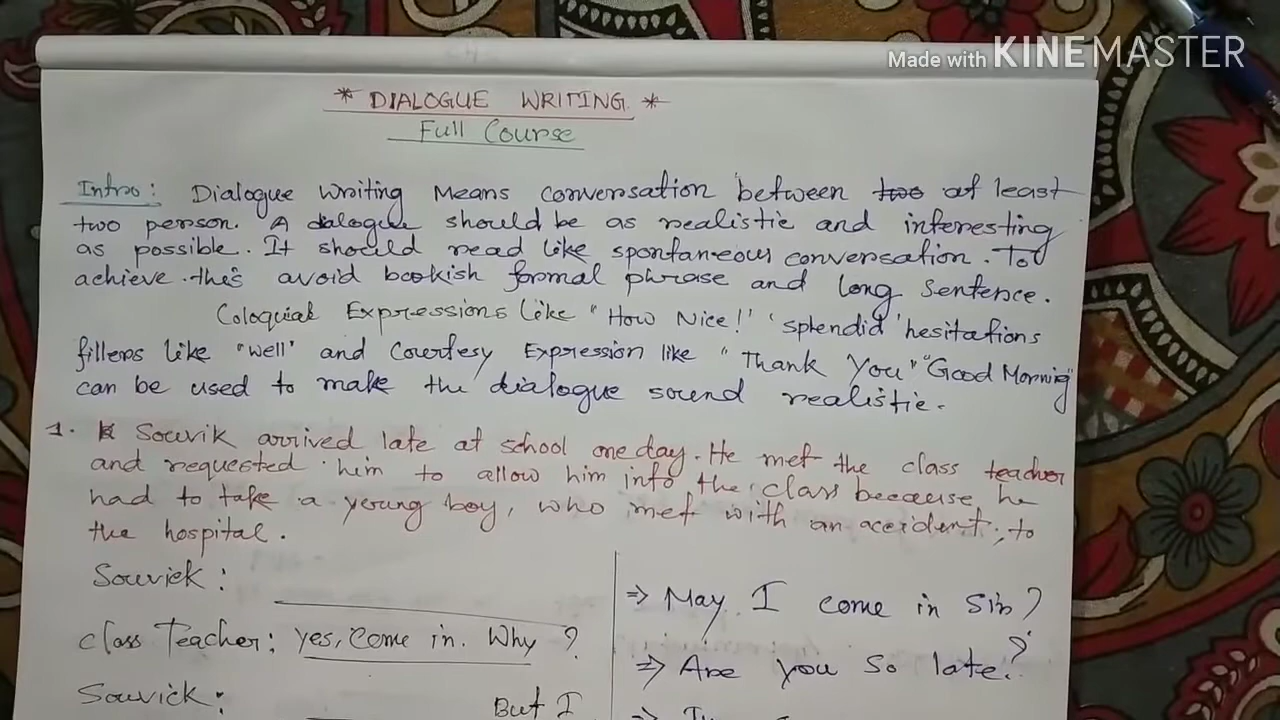 Made with KINEMASTER
* DIALOGUE WRITING *
Full Course
Intro: Dialogue writing Means conversation between two at least
two person. A dalogue should be as realistic and interesting
as possible. It should read like spontaneous conversation. To
achieve this avoid bookish formal phrase and long sentence.
Coloquial Expressions like "How Nice!" 'splendid' hesitations
fillers like "well" and Courtesy Expression like "Thank You" "Good Morning"
can be used to make the dialogue sound realistic.
1. Souvik arrived late at school one day. He met the class teacher
and requested him to allow him into the class because he
had to take a young boy, who met with an accident, to
the hospital.
Souvick:
Class Teacher: yes, Come in. Why ?
Souvick: But I
⇒ May I come in Sir?
⇒ Are you so late?
⇒